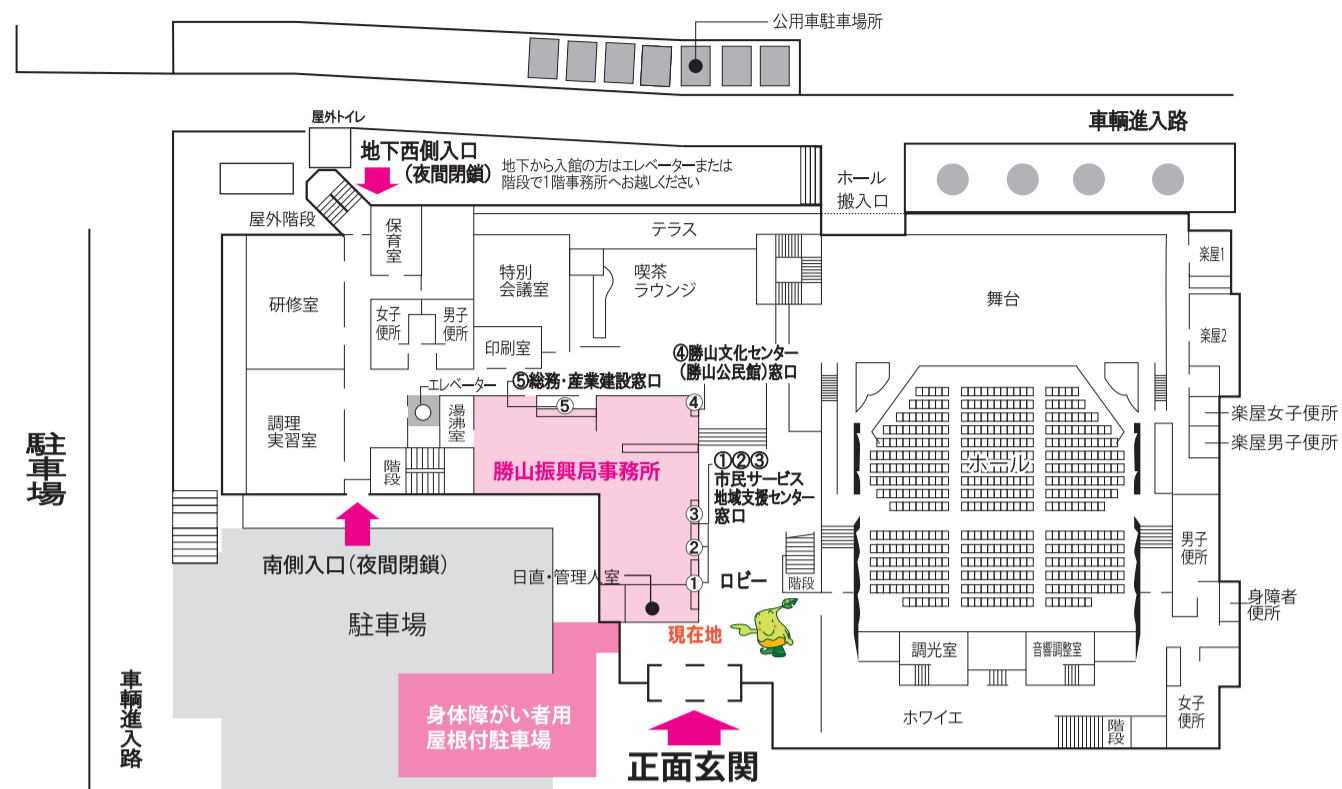 公用車駐車場所
車輌進入路
屋外トイレ
地下西側入口
(夜間閉鎖)
地下から入館の方はエレベーターまたは
階段で1階事務所へお越しください
ホール
搬入口
屋外階段
保育室
テラス
楽屋1
特別
会議室
喫茶
ラウンジ
研修室
舞台
女子
便所
男子
便所
楽屋2
印刷室
④勝山文化センター
(勝山公民館)窓口
エレベーター
⑤総務・産業建設窓口
⑤
④
湯沸室
調理
実習室
楽屋女子便所
楽屋男子便所
駐車場
階段
勝山振興局事務所
ホール
①②③
市民サービス
地域支援センター
窓口
③
②
①
男子
便所
南側入口(夜間閉鎖)
日直・管理人室
ロビー
階段
身障者
便所
駐車場
現在地
調光室
音響調整室
車輌進入路
身体障がい者用
屋根付駐車場
ホワイエ
階段
女子
便所
正面玄関